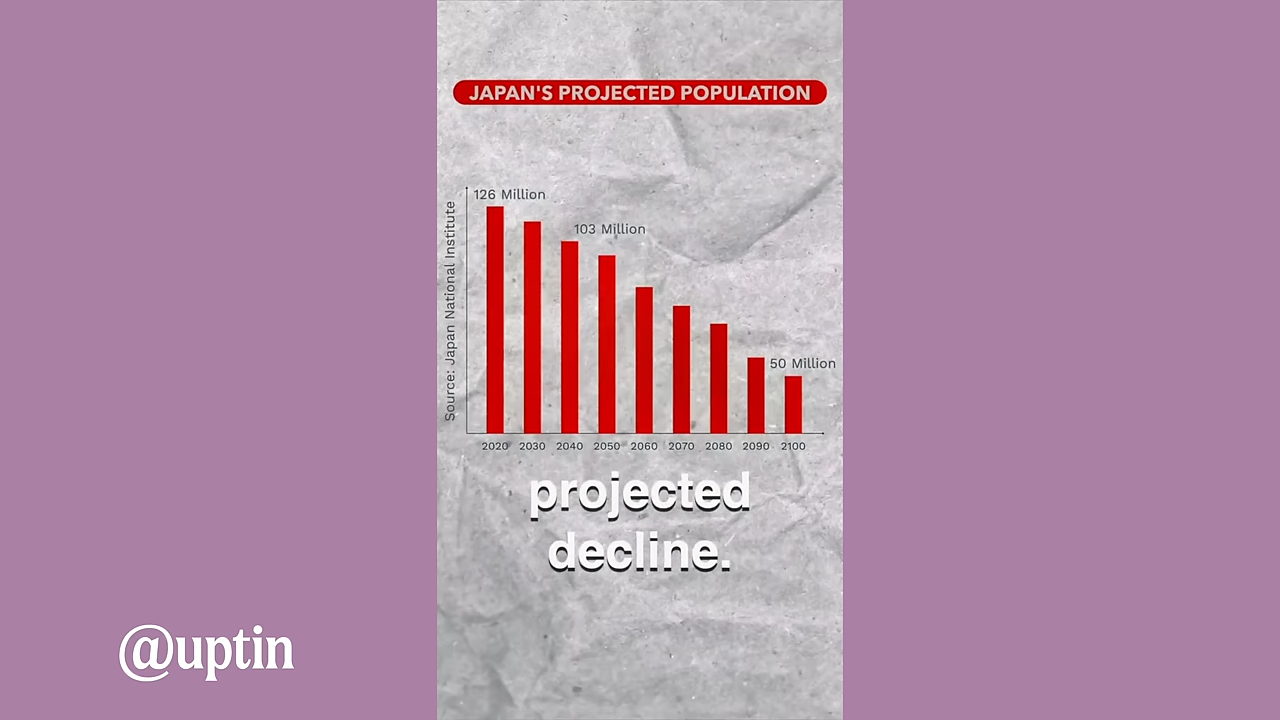 JAPAN'S PROJECTED POPULATION
126 Million
103 Million
50 Million
Source: Japan National Institute
2020 2030 2040 2050 2060 2070 2080 2090 2100
projected
decline.
@uptin